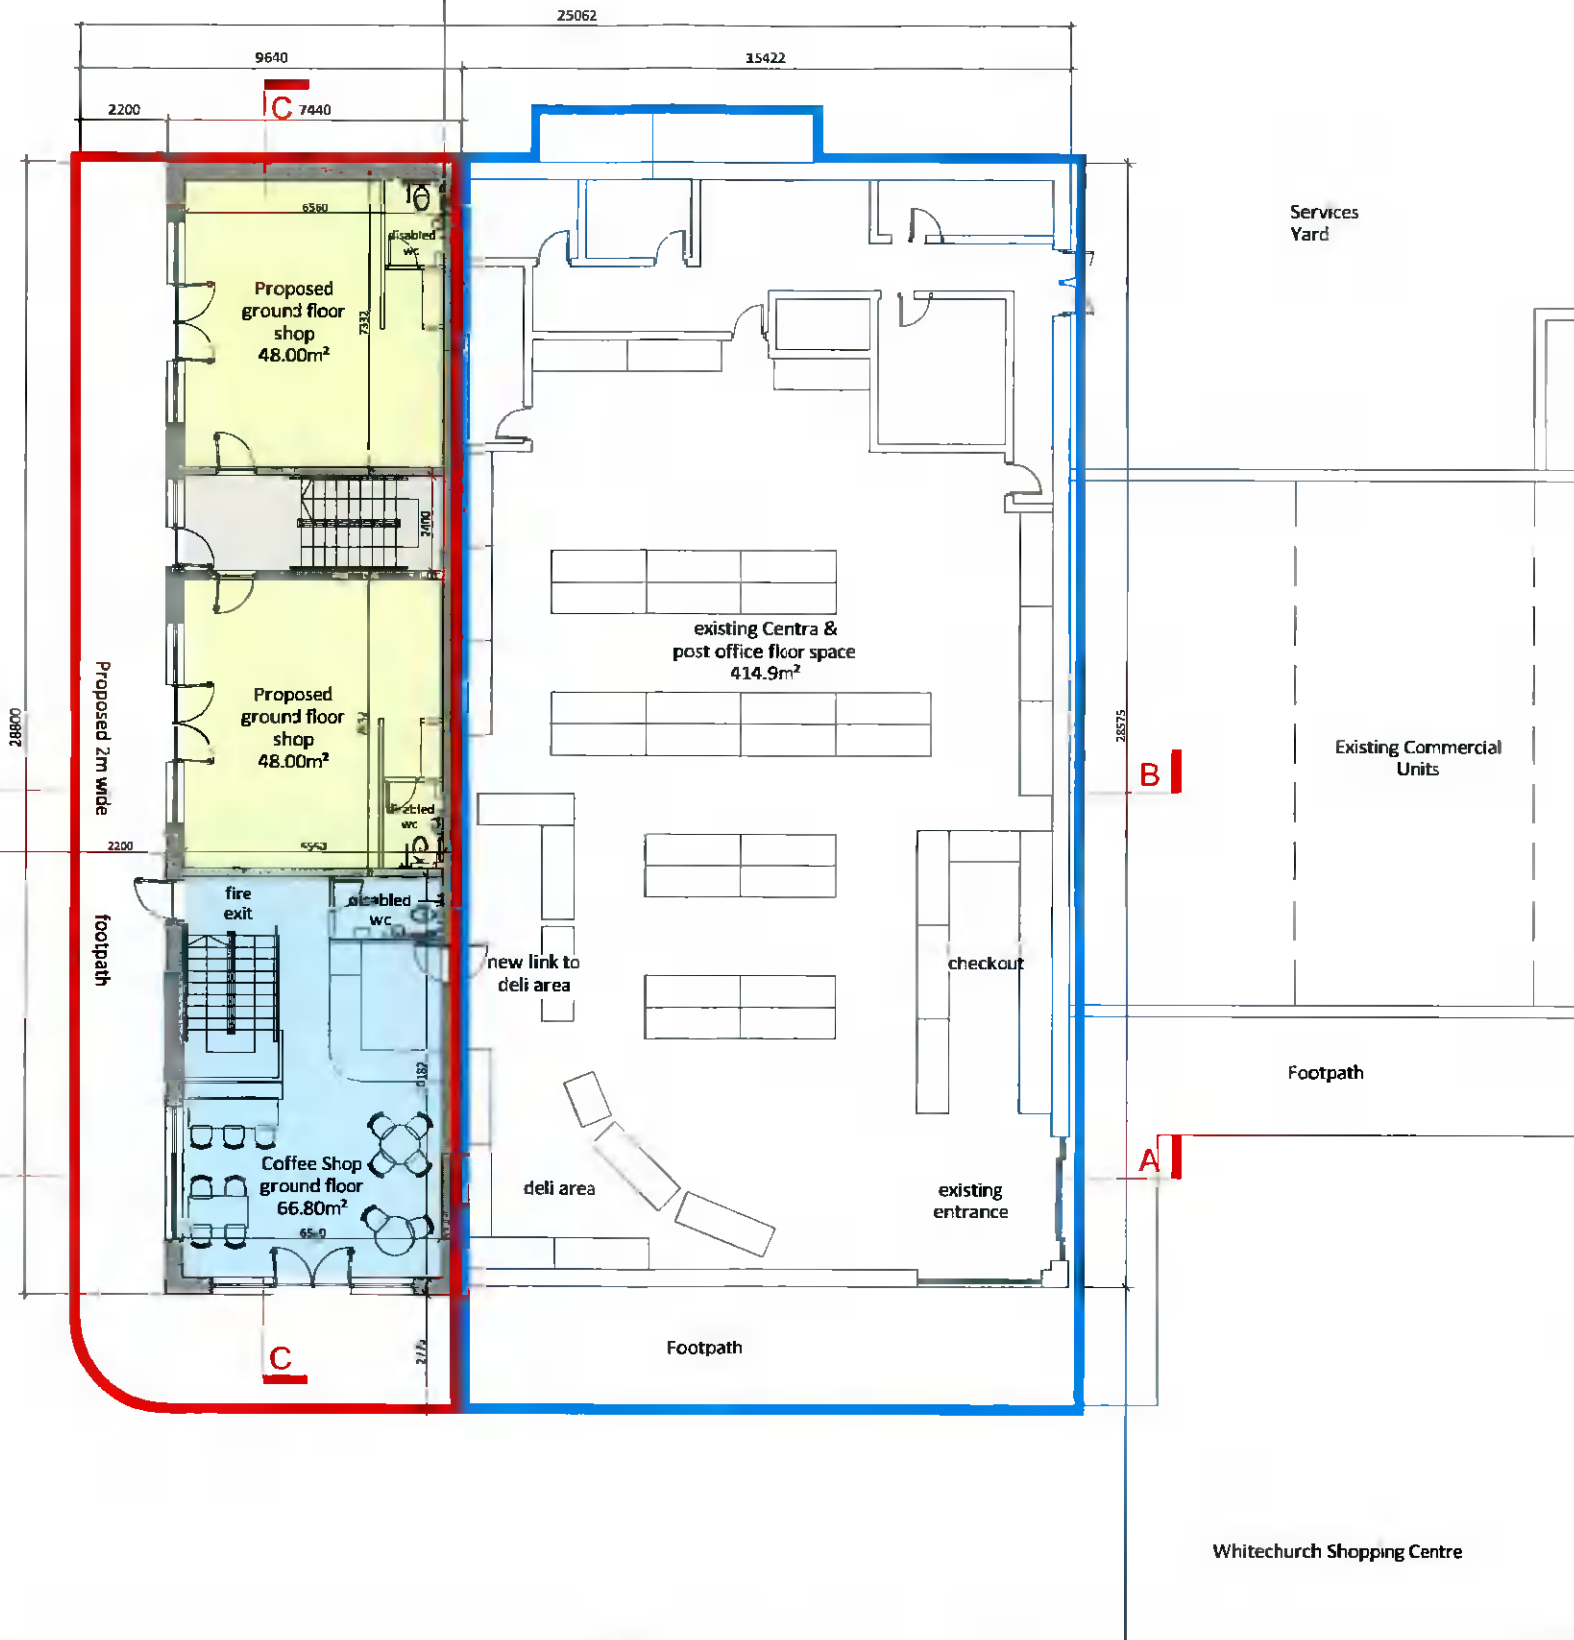 25062
9640
15422
2200
C
7440
6560
disabled
wc
Proposed
ground floor
shop
48.00m²
7332
Services
Yard
2400
existing Centra &
post office floor space
414.9m²
28800
28575
Proposed 2m wide
footpath
Proposed
ground floor
shop
48.00m²
B
Existing Commercial
Units
wc
2200
fire
exit
disabled
wc
new link to
deli area
checkout
Footpath
Coffee Shop
ground floor
66.80m²
deli area
existing
entrance
A
Footpath
C
Whitechurch Shopping Centre